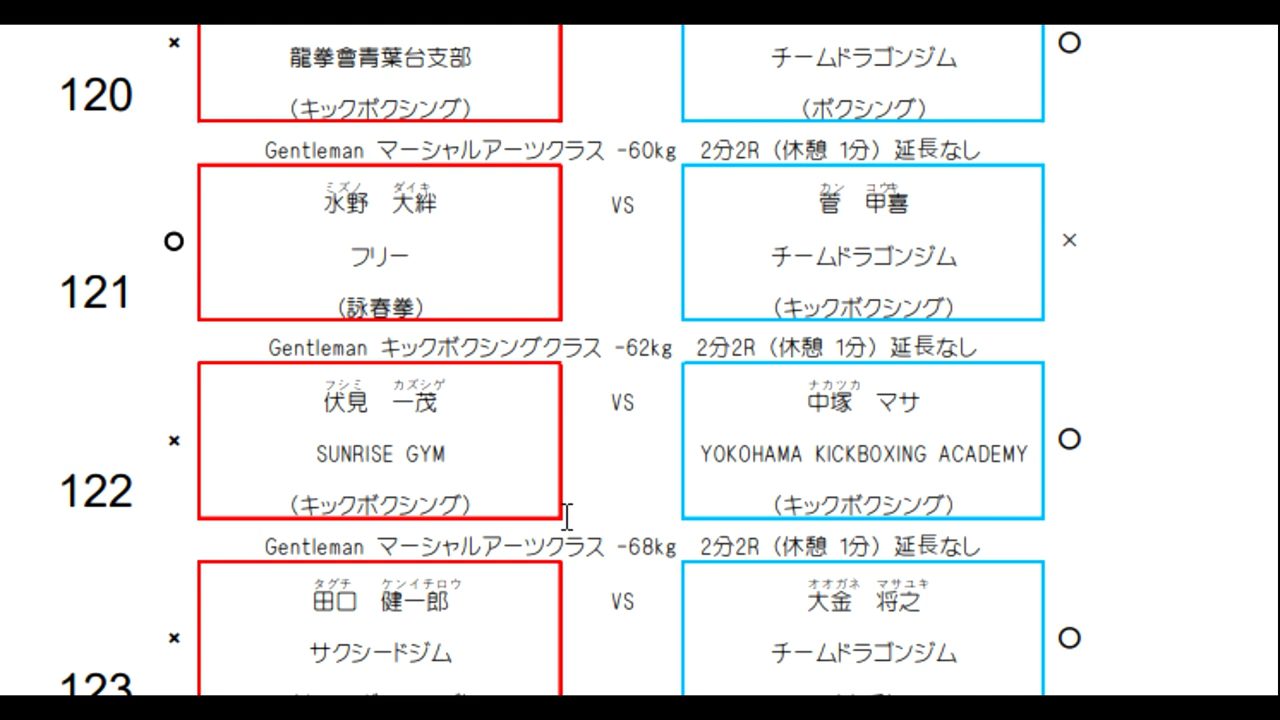 × 龍拳會青葉台支部 チームドラゴンジム ○
120
(キックボクシング) (ボクシング)
Gentleman マーシャルアーツクラス -60kg 2分2R (休憩 1分) 延長なし
ミズノ ダイキ カン コウキ
水野 大絆 VS 菅 甲喜
○ ×
フリー チームドラゴンジム
121
(詠春拳) (キックボクシング)
Gentleman キックボクシングクラス -62kg 2分2R (休憩 1分) 延長なし
フシミ カズシゲ ナカツカ
伏見 一茂 VS 中塚 マサ
× ○
SUNRISE GYM YOKOHAMA KICKBOXING ACADEMY
122
(キックボクシング) (キックボクシング)
Gentleman マーシャルアーツクラス -68kg 2分2R (休憩 1分) 延長なし
タグチ ケンイチロウ オオガネ マサユキ
田口 健一郎 VS 大金 将之
× ○
サクシードジム チームドラゴンジム
123